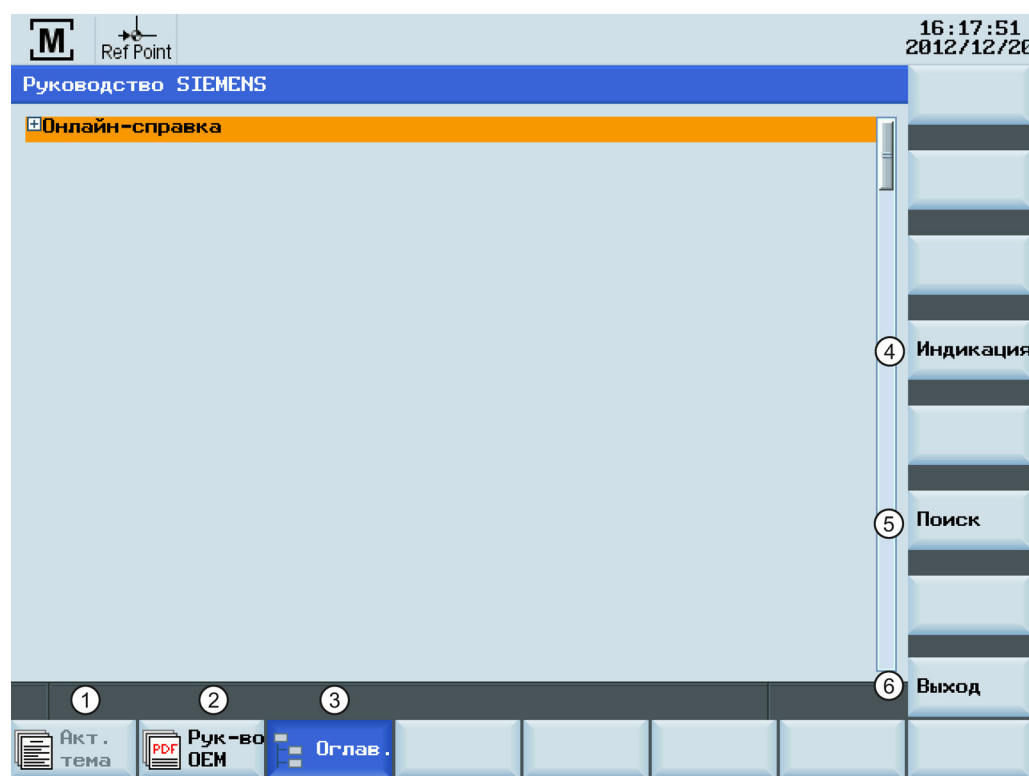 M
Ref Point
16:17:51
2012/12/20
Руководство SIEMENS
Онлайн-справка
4 Индикация
5 Поиск
6 Выход
1 2 3
Акт.
тема
PDF
Рук-во
OEM
Оглав.